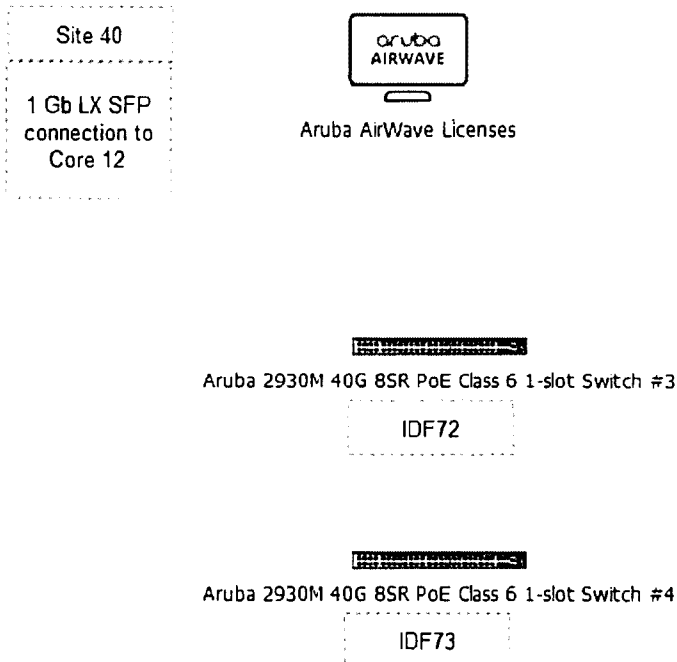 Site 40
1 Gb LX SFP
connection to
Core 12
aruba
AIRWAVE
Aruba AirWave Licenses
Aruba 2930M 40G 8SR PoE Class 6 1-slot Switch #3
IDF72
Aruba 2930M 40G 8SR PoE Class 6 1-slot Switch #4
IDF73